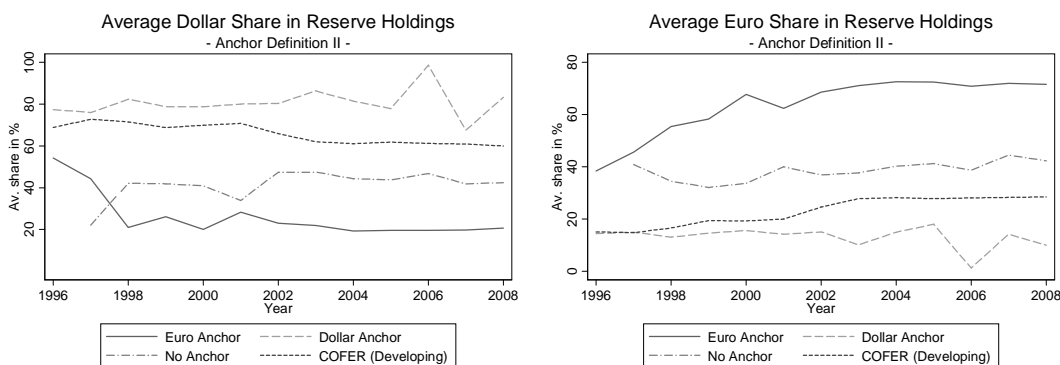 Average Dollar Share in Reserve Holdings
- Anchor Definition II -
Av. share in %
100
80
60
40
20
1996 1998 2000 2002 2004 2006 2008
Year
Euro Anchor Dollar Anchor
No Anchor COFER (Developing)
Average Euro Share in Reserve Holdings
- Anchor Definition II -
Av. share in %
80
60
40
20
0
1996 1998 2000 2002 2004 2006 2008
Year
Euro Anchor Dollar Anchor
No Anchor COFER (Developing)